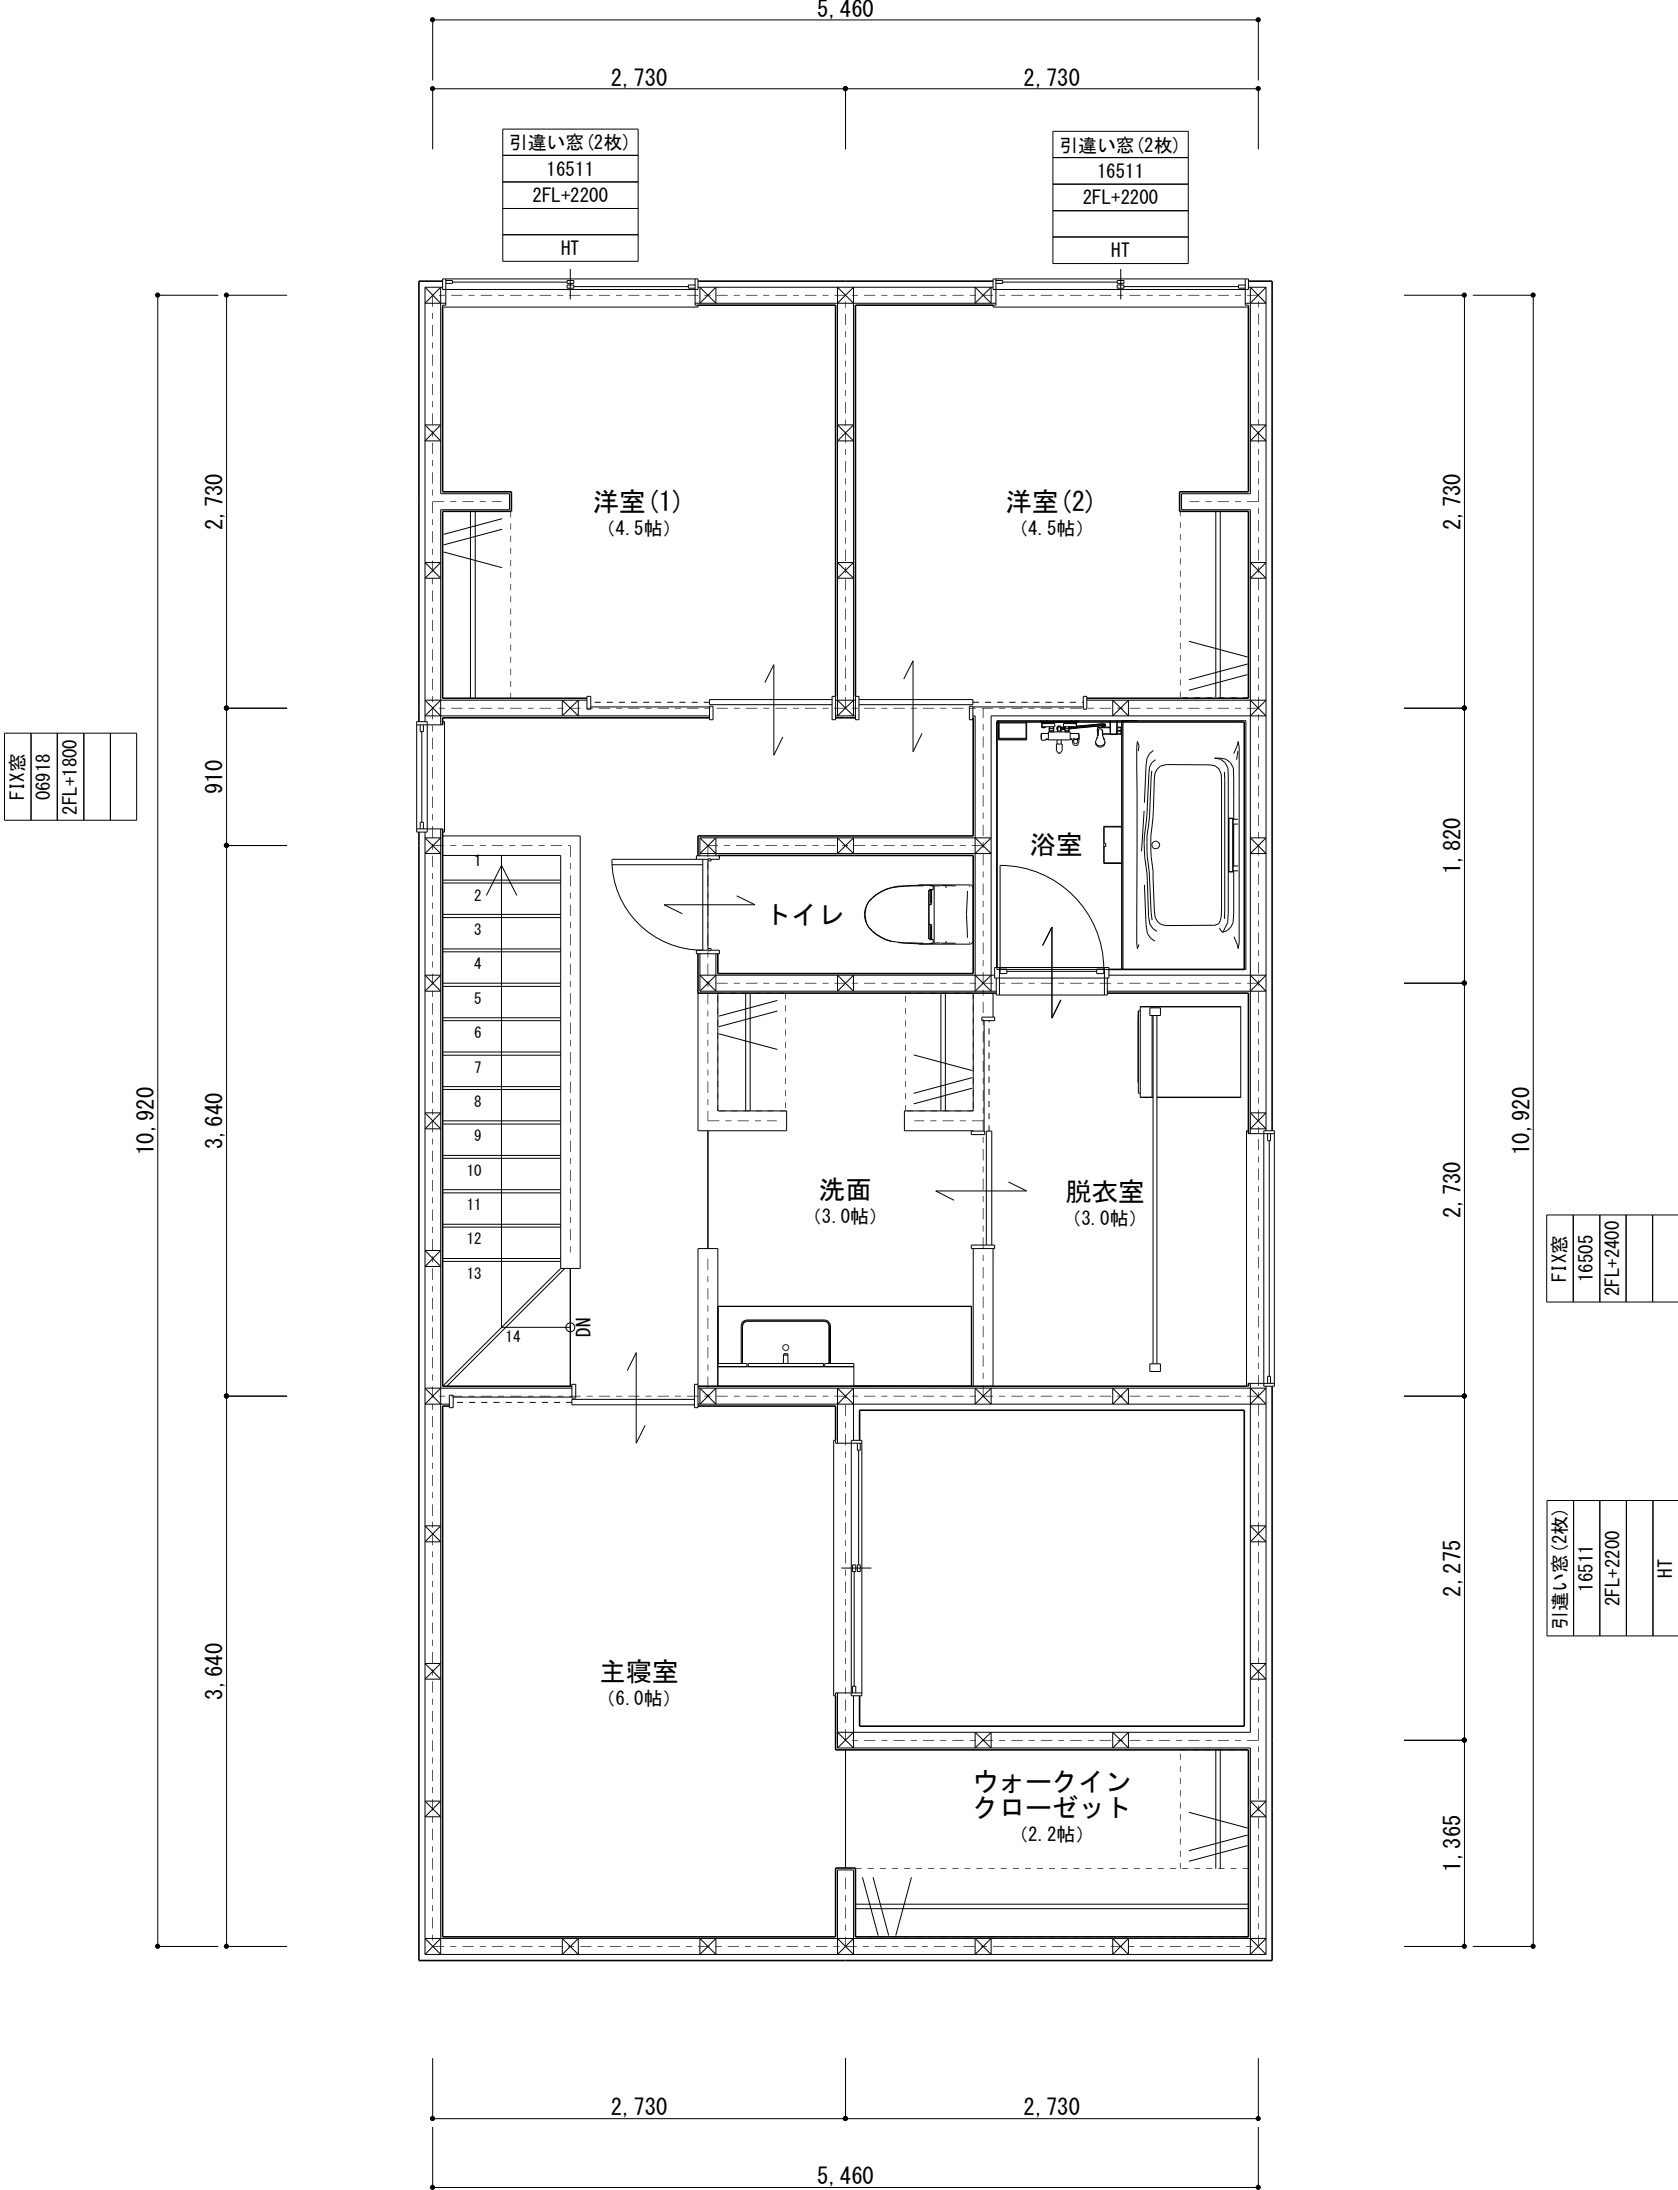 5,460
2,730
2,730
引違い窓(2枚)
16511
2FL+2200
HT
引違い窓(2枚)
16511
2FL+2200
HT
2,730
910
3,640
3,640
10,920
FIX窓
06918
2FL+1800
洋室(1)
(4.5帖)
洋室(2)
(4.5帖)
浴室
トイレ
1
2
3
4
5
6
7
8
9
10
11
12
13
14
DN
洗面
(3.0帖)
脱衣室
(3.0帖)
主寝室
(6.0帖)
ウォークイン
クローゼット
(2.2帖)
2,730
1,820
2,730
2,275
1,365
10,920
FIX窓
16505
2FL+2400
引違い窓(2枚)
16511
2FL+2200
HT
2,730
2,730
5,460